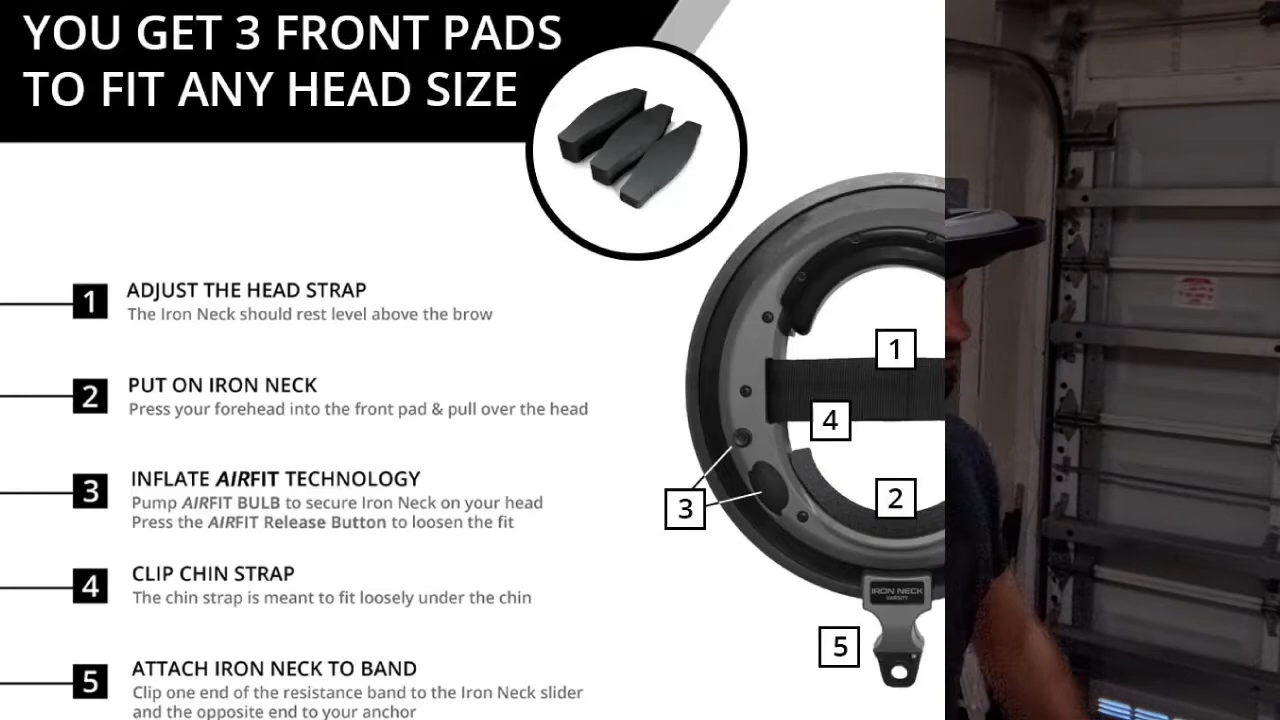 YOU GET 3 FRONT PADS
TO FIT ANY HEAD SIZE
1 ADJUST THE HEAD STRAP
The Iron Neck should rest level above the brow
2 PUT ON IRON NECK
Press your forehead into the front pad & pull over the head
3 INFLATE AIRFIT TECHNOLOGY
Pump AIRFIT BULB to secure Iron Neck on your head
Press the AIRFIT Release Button to loosen the fit
4 CLIP CHIN STRAP
The chin strap is meant to fit loosely under the chin
5 ATTACH IRON NECK TO BAND
Clip one end of the resistance band to the Iron Neck slider
and the opposite end to your anchor
1
4
2
3
IRON NECK
VARSITY
5